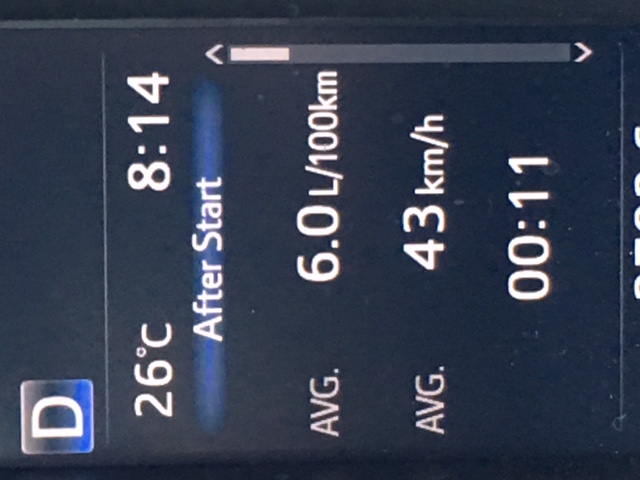 D
26°C 8:14
After Start
AVG. 6.0 L/100km
AVG. 43 km/h
00:11